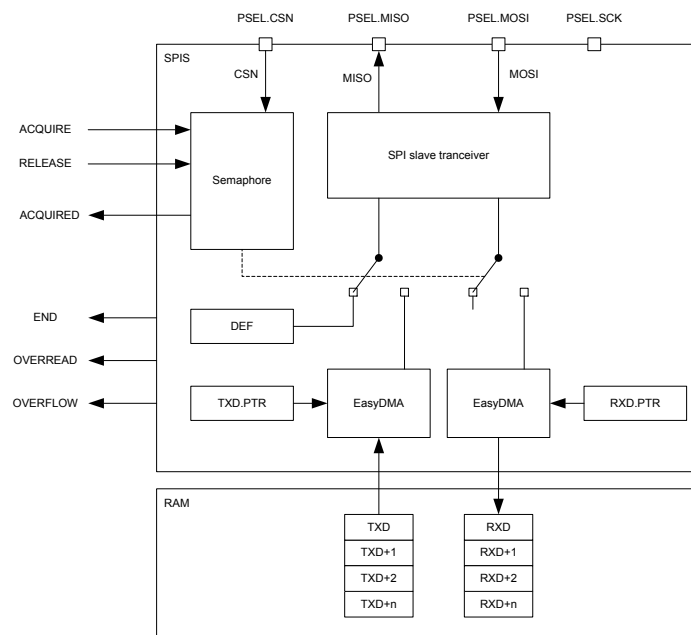 PSEL.CSN PSEL.MISO PSEL.MOSI PSEL.SCK
SPIS
CSN MISO MOSI
ACQUIRE
RELEASE
ACQUIRED
Semaphore
SPI slave tranceiver
END
OVERREAD
OVERFLOW
DEF
TXD.PTR EasyDMA EasyDMA RXD.PTR
RAM
TXD RXD
TXD+1 RXD+1
TXD+2 RXD+2
TXD+n RXD+n